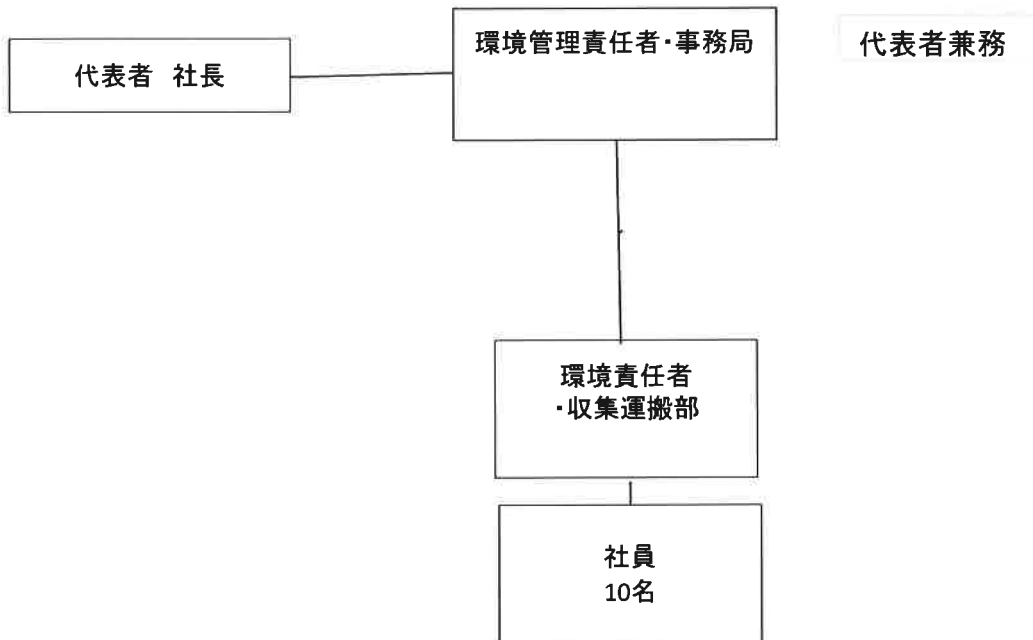 代表者 社長
環境管理責任者・事務局
代表者兼務
環境責任者
・収集運搬部
社員
10名